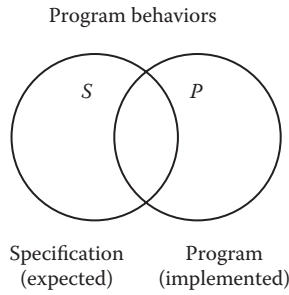 Program behaviors
S
P
Specification
(expected)
Program
(implemented)